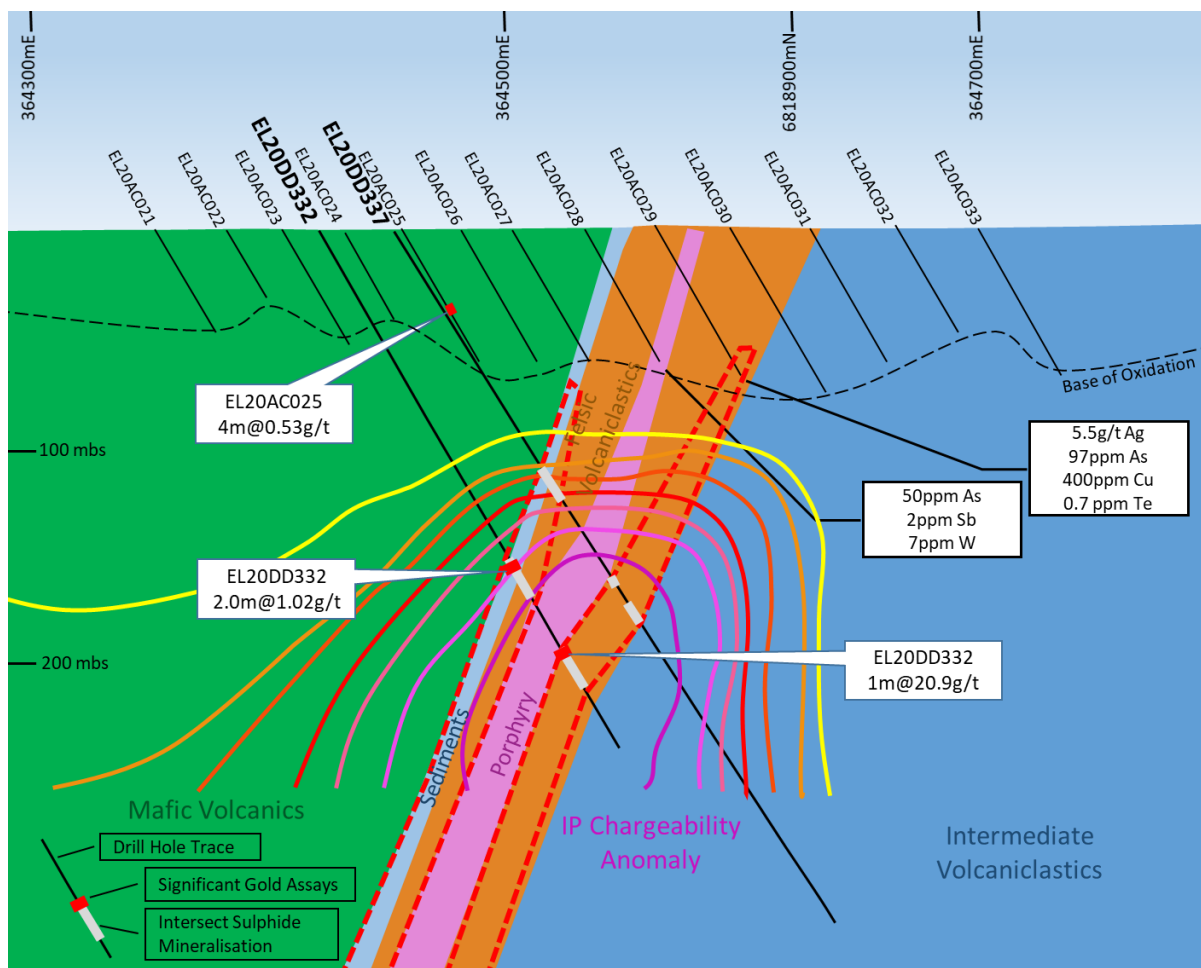 364300mE
364500mE
6818900mN
364700mE
EL20AC021
EL20AC022
EL20AC023
EL20DD332
EL20AC024
EL20DD337
EL20AC025
EL20AC026
EL20AC027
EL20AC028
EL20AC029
EL20AC030
EL20AC031
EL20AC032
EL20AC033
Base of Oxidation
EL20AC025
4m@0.53g/t
Felsic
Volcaniclastics
100 mbs
5.5g/t Ag
97ppm As
400ppm Cu
0.7 ppm Te
50ppm As
2ppm Sb
7ppm W
EL20DD332
2.0m@1.02g/t
200 mbs
EL20DD332
1m@20.9g/t
Sediments
Porphyry
Mafic Volcanics
IP Chargeability
Anomaly
Intermediate
Volcaniclastics
Drill Hole Trace
Significant Gold Assays
Intersect Sulphide
Mineralisation